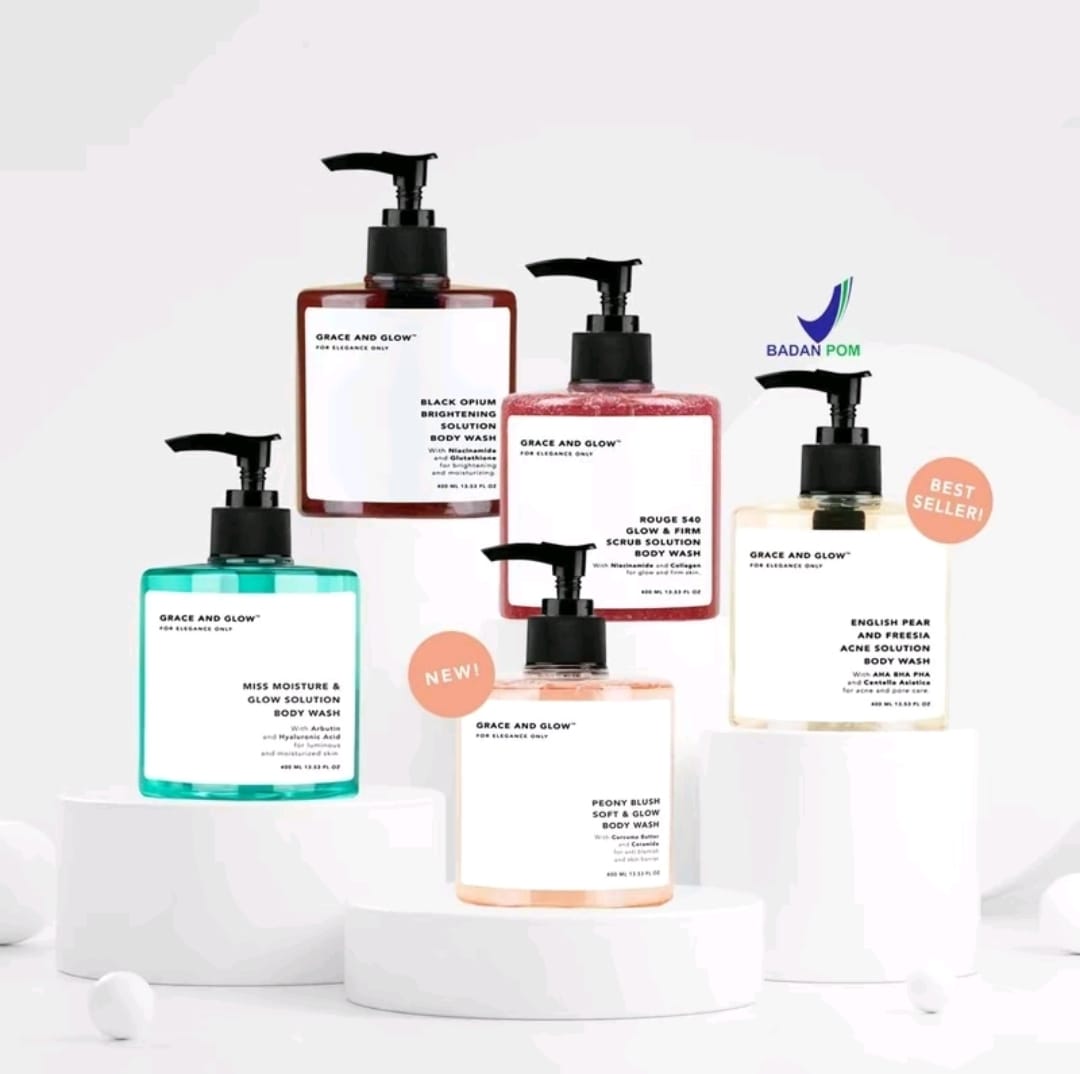 GRACE AND GLOW™
FOR ELEGANCE ONLY
BLACK OPIUM
BRIGHTENING
SOLUTION
BODY WASH
With Niacinamide
and Glutathione
for brightening
and moisturizing.
400 ML 13.53 FL OZ
GRACE AND GLOW™
FOR ELEGANCE ONLY
ROUGE 540
GLOW & FIRM
SCRUB SOLUTION
BODY WASH
With Niacinamide and Collagen
for glow and firm skin.
400 ML 13.53 FL OZ
BADAN POM
BEST
SELLER!
GRACE AND GLOW™
FOR ELEGANCE ONLY
ENGLISH PEAR
AND FREESIA
ACNE SOLUTION
BODY WASH
With AHA BHA PHA
and Centella Asiatica
for acne and pore care.
400 ML 13.53 FL OZ
GRACE AND GLOW™
FOR ELEGANCE ONLY
MISS MOISTURE &
GLOW SOLUTION
BODY WASH
With Arbutin
and Hyaluronic Acid
for luminous
and moisturized skin.
400 ML 13.53 FL OZ
NEW!
GRACE AND GLOW™
FOR ELEGANCE ONLY
PEONY BLUSH
SOFT & GLOW
BODY WASH
With Curcuma Butter
and Ceramide
for anti blemish
and skin barrier
400 ML 13.53 FL OZ